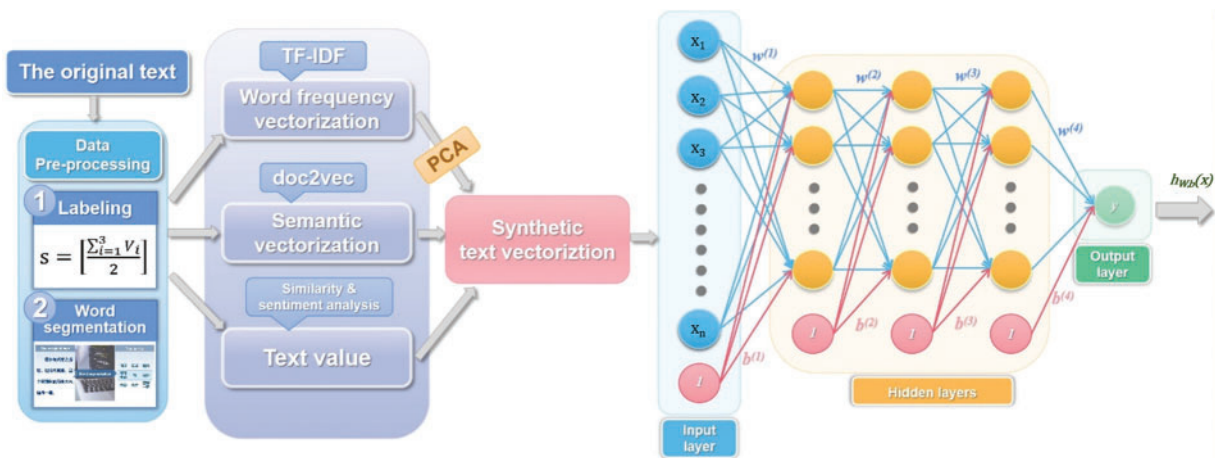 The original text
Data
Pre-processing
1
Labeling
s = ⌊∑³ᵢ₌₁ Vᵢ / 2⌋
2
Word
segmentation
TF-IDF
Word frequency
vectorization
doc2vec
Semantic
vectorization
Similarity &
sentiment analysis
Text value
PCA
Synthetic
text vectoriztion
x₁
x₂
x₃
xₙ
1
Input
layer
w⁽¹⁾
w⁽²⁾
w⁽³⁾
w⁽⁴⁾
b⁽¹⁾
b⁽²⁾
b⁽³⁾
b⁽⁴⁾
1
1
1
Hidden layers
y
Output
layer
h_Wb(x)